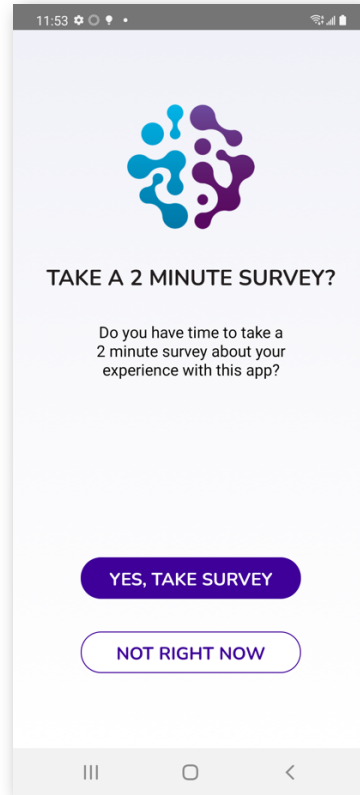 11:53
TAKE A 2 MINUTE SURVEY?
Do you have time to take a
2 minute survey about your
experience with this app?
YES, TAKE SURVEY
NOT RIGHT NOW